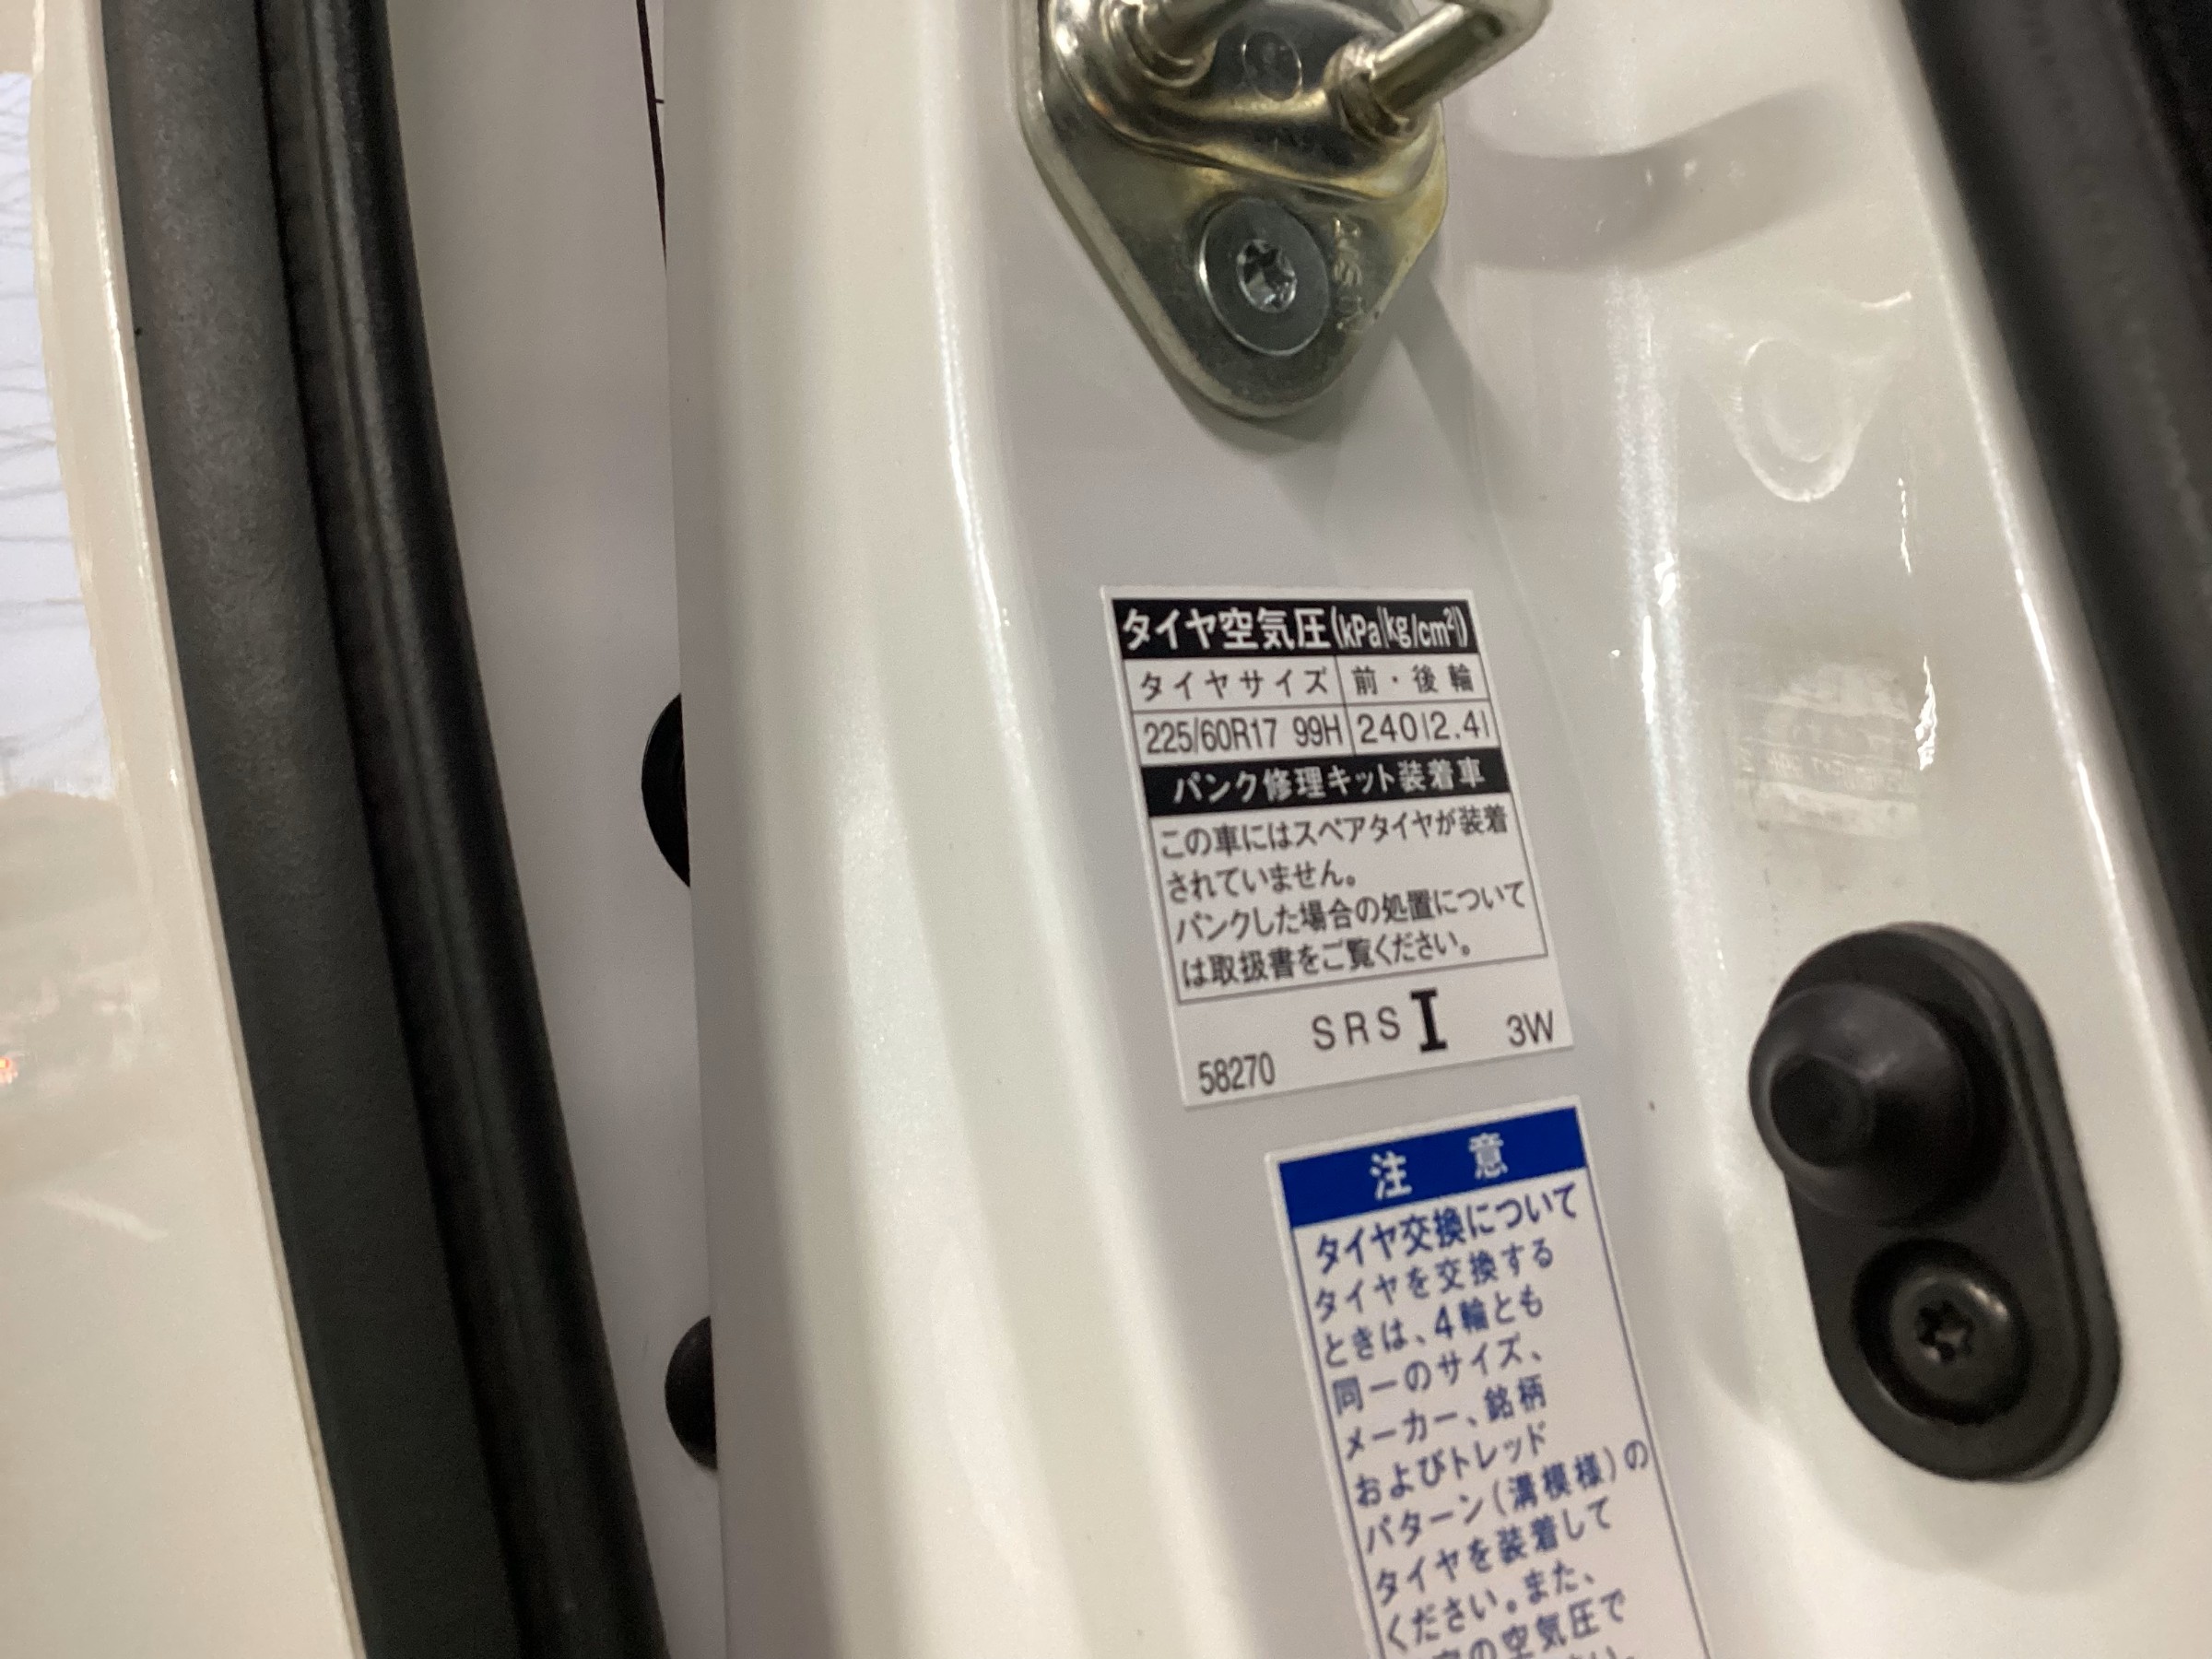 タイヤ空気圧(kPa{kg/cm²})
タイヤサイズ 前・後輪
225/60R17 99H 240{2.4}
パンク修理キット装着車
この車にはスペアタイヤが装着
されていません。
パンクした場合の処置について
は取扱書をご覧ください。
SRS I 3W
58270
注 意
タイヤ交換について
タイヤを交換する
ときは、4輪とも
同一のサイズ、
メーカー、銘柄
およびトレッド
パターン(溝模様)の
タイヤを装着して
ください。また、
の空気圧で